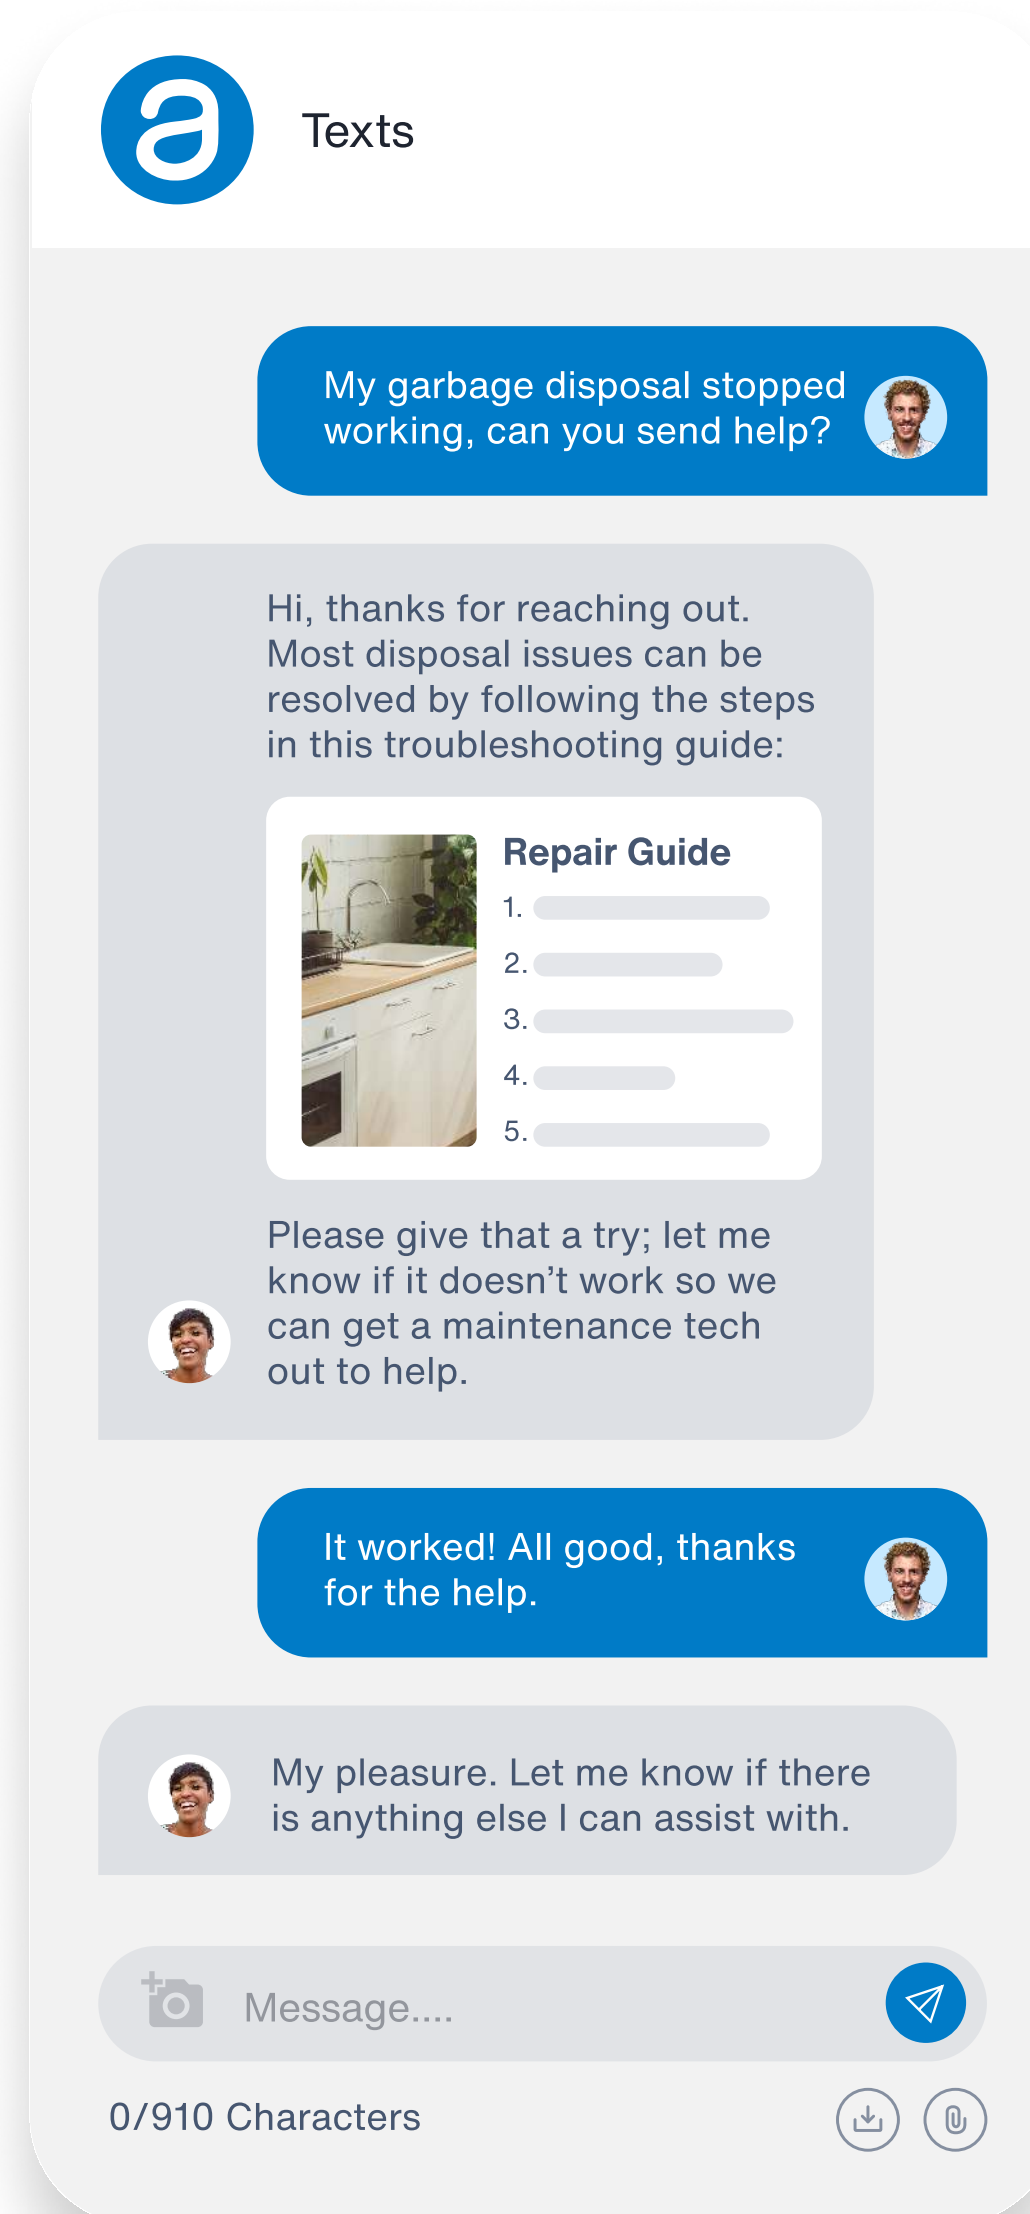 a
Texts
My garbage disposal stopped
working, can you send help?
Hi, thanks for reaching out.
Most disposal issues can be
resolved by following the steps
in this troubleshooting guide:
Repair Guide
1.
2.
3.
4.
5.
Please give that a try; let me
know if it doesn’t work so we
can get a maintenance tech
out to help.
It worked! All good, thanks
for the help.
My pleasure. Let me know if there
is anything else I can assist with.
Message....
0/910 Characters